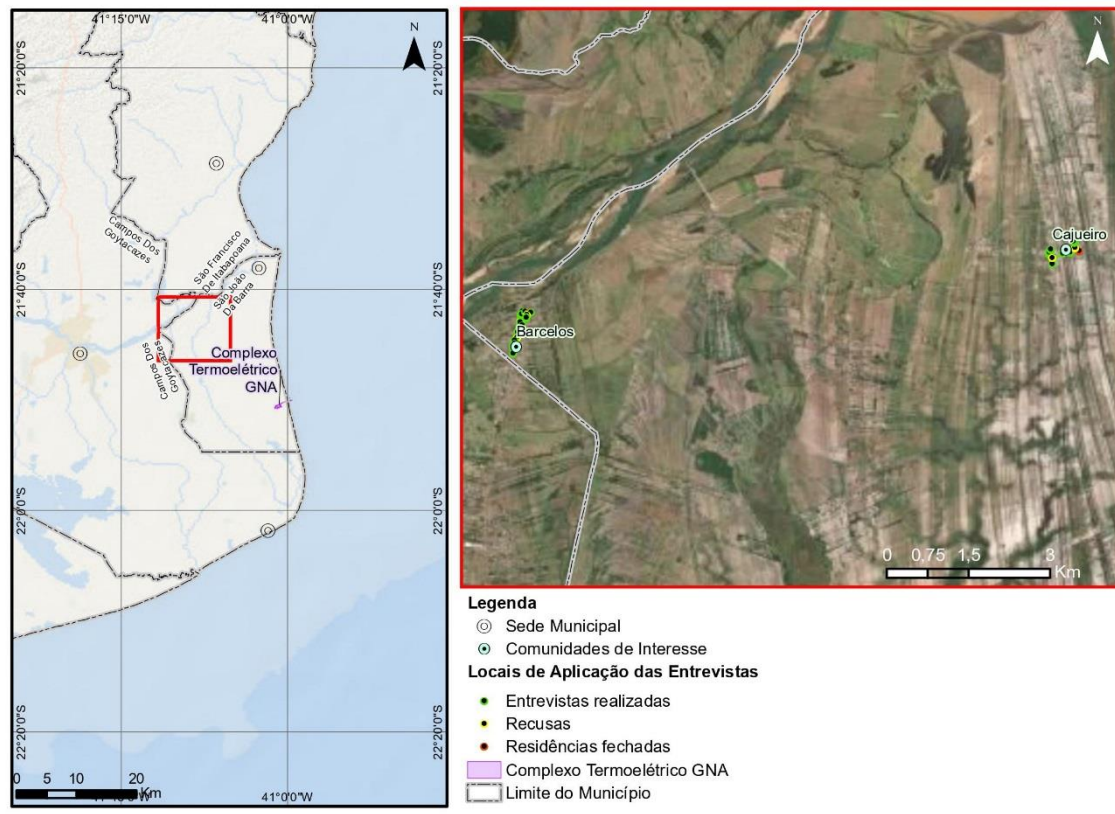 41°15'0"W
41°0'0"W
N
21°20'0"S
21°20'0"S
Campos Dos
Goytacazes
São Francisco
De Itabapoana
São João
Da Barra
21°40'0"S
21°40'0"S
Campos Dos
Goytacazes
Complexo
Termoelétrico
GNA
22°0'0"S
22°0'0"S
22°20'0"S
22°20'0"S
0 5 10 20
Km
41°0'0"W
N
Cajueiro
Barcelos
0 0,75 1,5 3
Km
Legenda
Sede Municipal
Comunidades de Interesse
Locais de Aplicação das Entrevistas
Entrevistas realizadas
Recusas
Residências fechadas
Complexo Termoelétrico GNA
Limite do Município